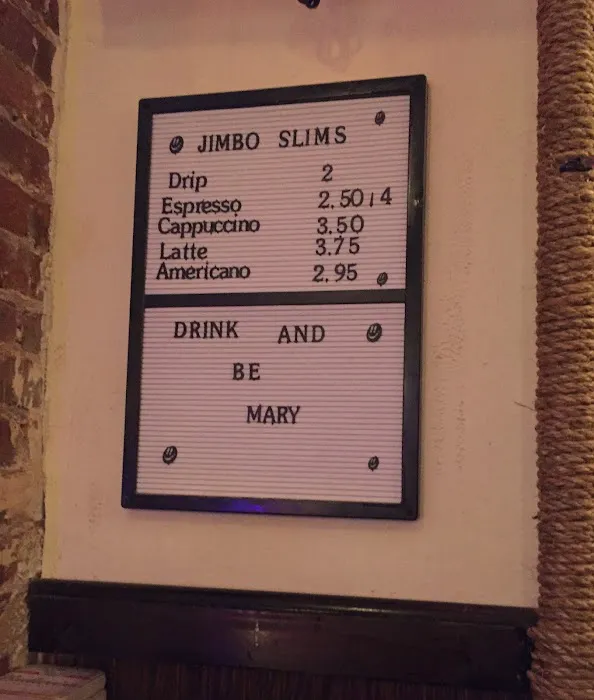 JIMBO SLIMS
Drip 2
Espresso 2.50 | 4
Cappuccino 3.50
Latte 3.75
Americano 2.95
DRINK AND
BE
MARY